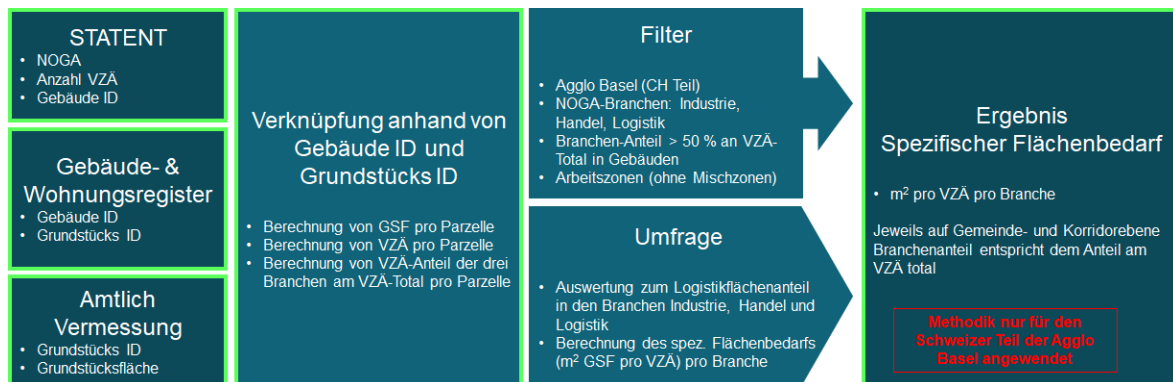 STATENT
• NOGA
• Anzahl VZÄ
• Gebäude ID
Gebäude- &
Wohnungsregister
• Gebäude ID
• Grundstücks ID
Amtlich
Vermessung
• Grundstücks ID
• Grundstücksfläche
Verknüpfung anhand von
Gebäude ID und
Grundstücks ID
• Berechnung von GSF pro Parzelle
• Berechnung von VZÄ pro Parzelle
• Berechnung von VZÄ-Anteil der drei
Branchen am VZÄ-Total pro Parzelle
Filter
• Agglo Basel (CH Teil)
• NOGA-Branchen: Industrie,
Handel, Logistik
• Branchen-Anteil > 50 % an VZÄ-
Total in Gebäuden
• Arbeitszonen (ohne Mischzonen)
Umfrage
• Auswertung zum Logistikflächenanteil
in den Branchen Industrie, Handel und
Logistik
• Berechnung des spez. Flächenbedarfs
(m² GSF pro VZÄ) pro Branche
Ergebnis
Spezifischer Flächenbedarf
• m² pro VZÄ pro Branche
Jeweils auf Gemeinde- und Korridorebene
Branchenanteil entspricht dem Anteil am
VZÄ total
Methodik nur für den
Schweizer Teil der Agglo
Basel angewendet